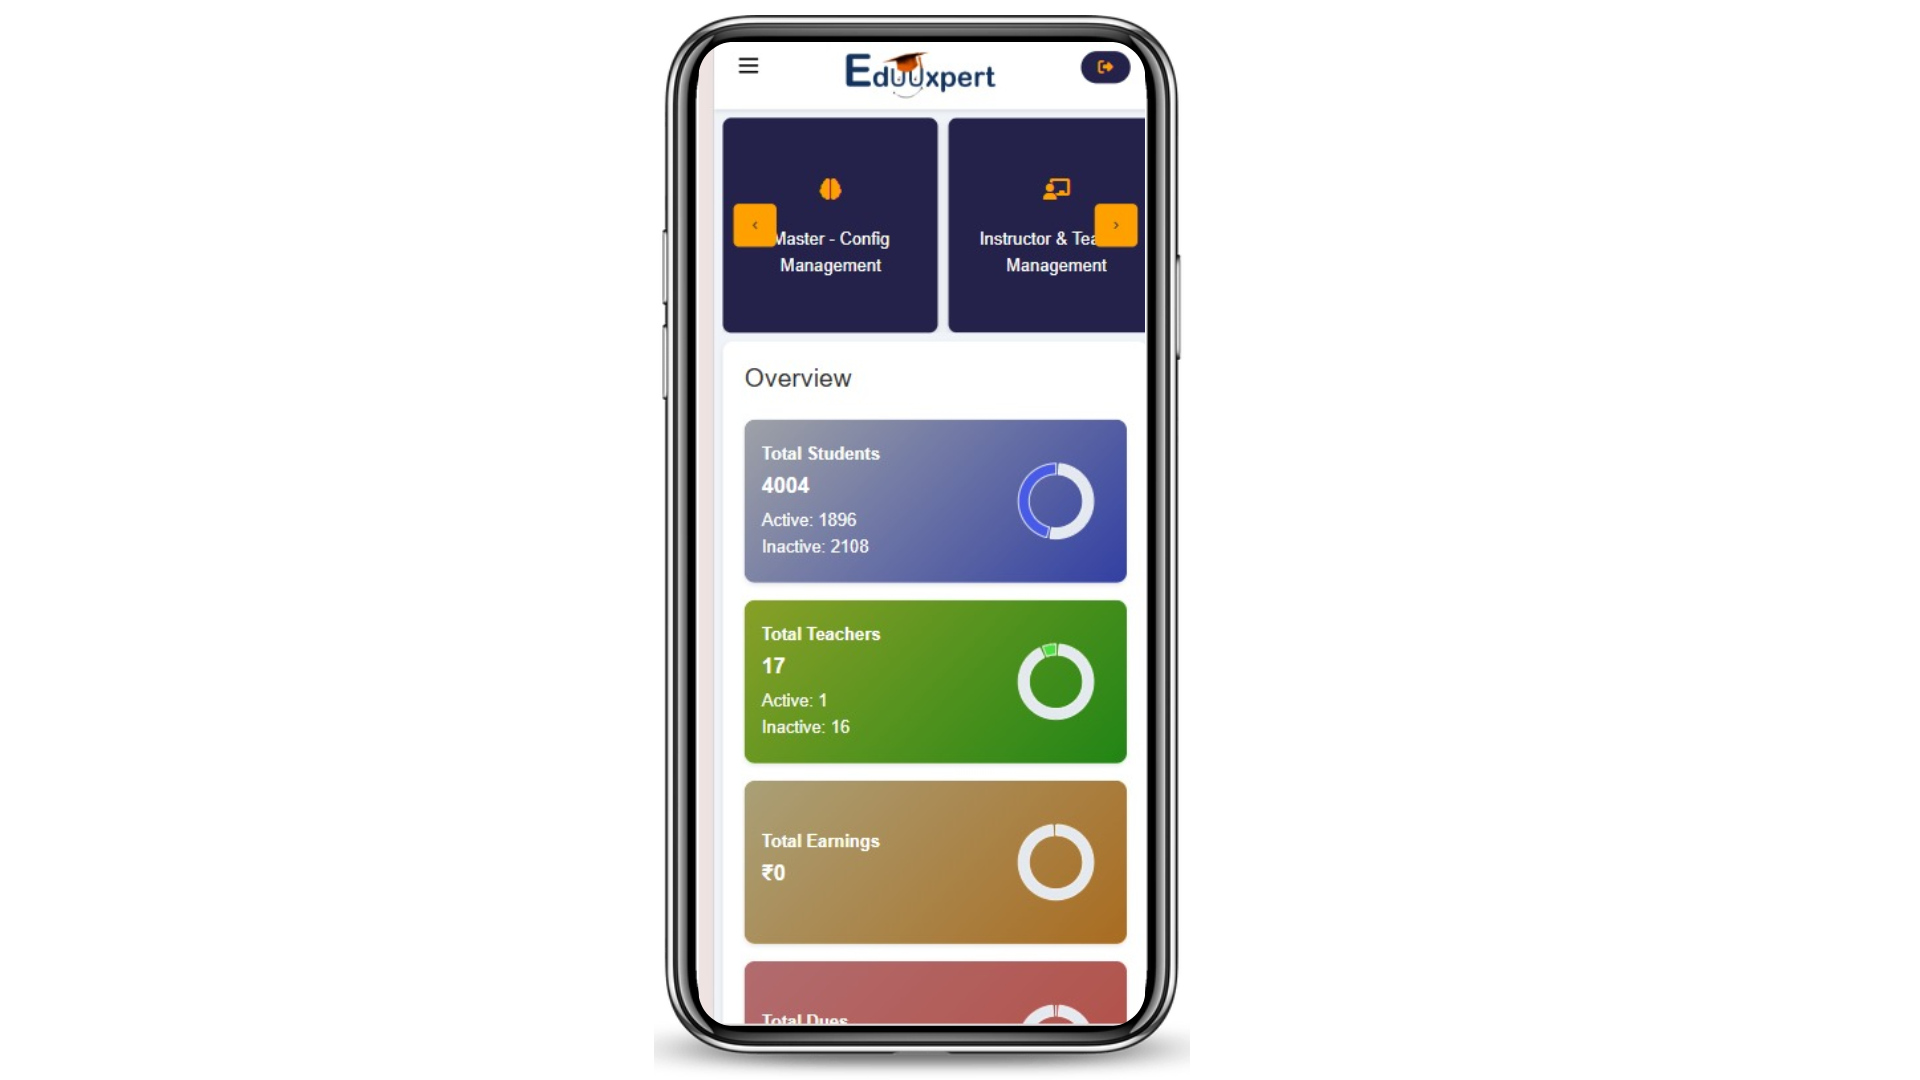 EduUxpert
Master - Config
Management
Instructor & Tea
Management
Overview
Total Students
4004
Active: 1896
Inactive: 2108
Total Teachers
17
Active: 1
Inactive: 16
Total Earnings
₹0
Total Dues